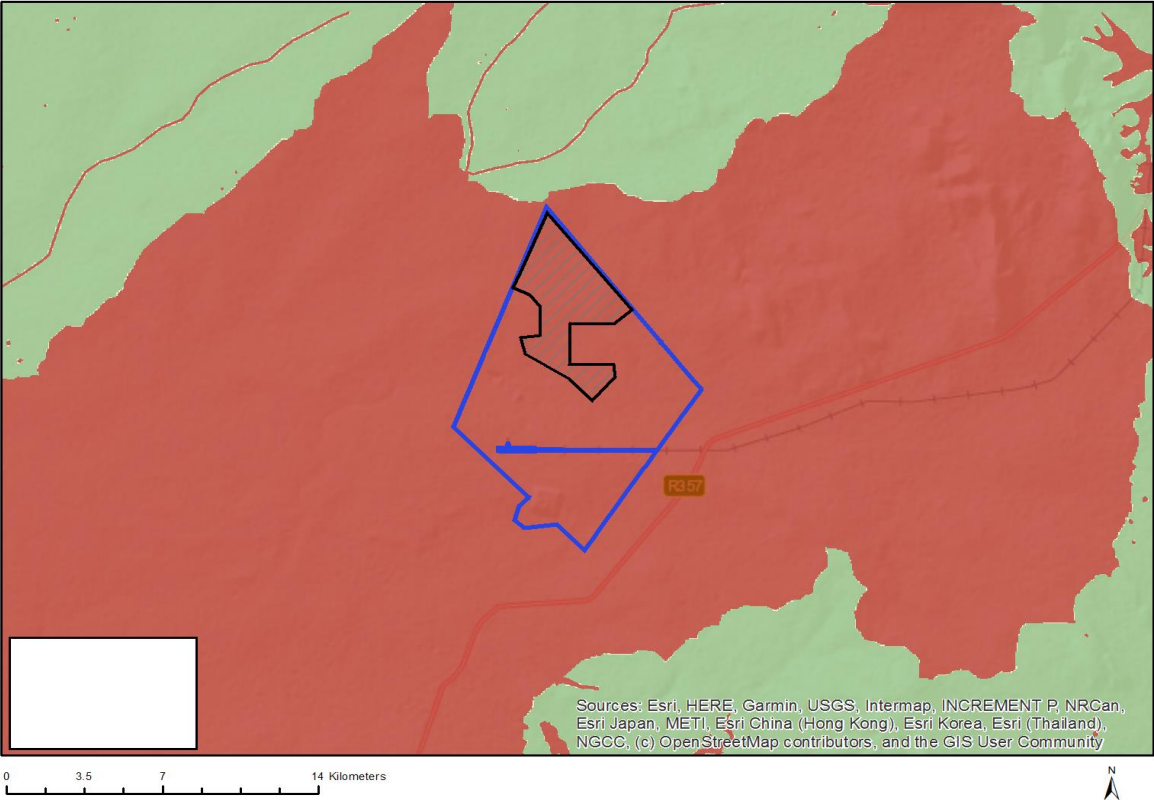 R357
Sources: Esri, HERE, Garmin, USGS, Intermap, INCREMENT P, NRCan,
Esri Japan, METI, Esri China (Hong Kong), Esri Korea, Esri (Thailand),
NGCC, (c) OpenStreetMap contributors, and the GIS User Community
0 3.5 7 14 Kilometers
N